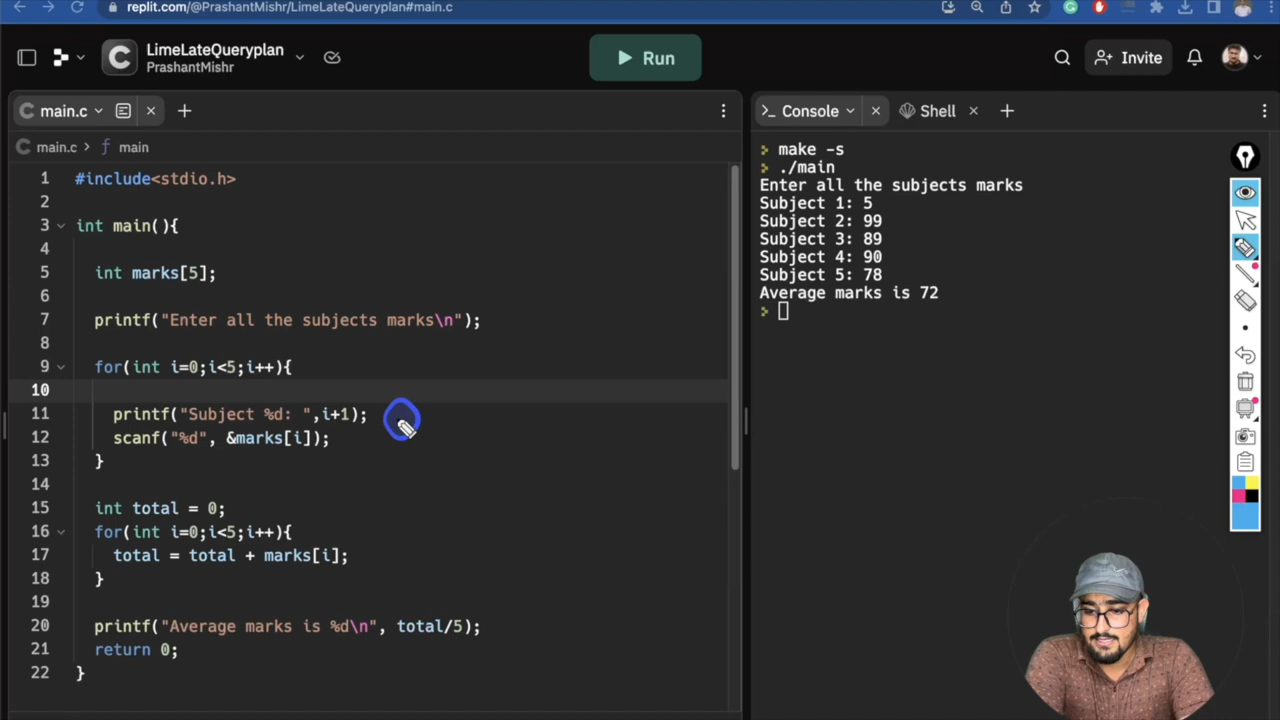 replit.com/@PrashantMishr/LimeLateQueryplan#main.c
C
LimeLateQueryplan
PrashantMishr
Run
Invite
C main.c
>_ Console
Shell
C main.c > f main
1 #include<stdio.h>
2
3 int main(){
4
5 int marks[5];
6
7 printf("Enter all the subjects marks\n");
8
9 for(int i=0;i<5;i++){
10
11 printf("Subject %d: ",i+1);
12 scanf("%d", &marks[i]);
13 }
14
15 int total = 0;
16 for(int i=0;i<5;i++){
17 total = total + marks[i];
18 }
19
20 printf("Average marks is %d\n", total/5);
21 return 0;
22 }
make -s
./main
Enter all the subjects marks
Subject 1: 5
Subject 2: 99
Subject 3: 89
Subject 4: 90
Subject 5: 78
Average marks is 72